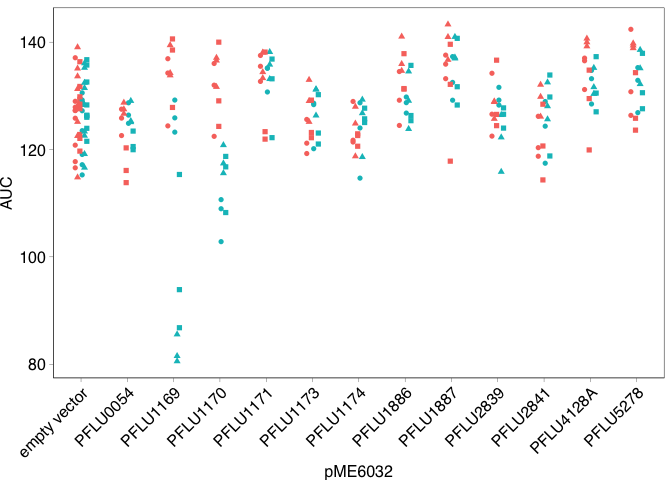 140
120
100
80
AUC
empty vector
PFLU0054
PFLU1169
PFLU1170
PFLU1171
PFLU1173
PFLU1174
PFLU1886
PFLU1887
PFLU2839
PFLU2841
PFLU4128A
PFLU5278
pME6032